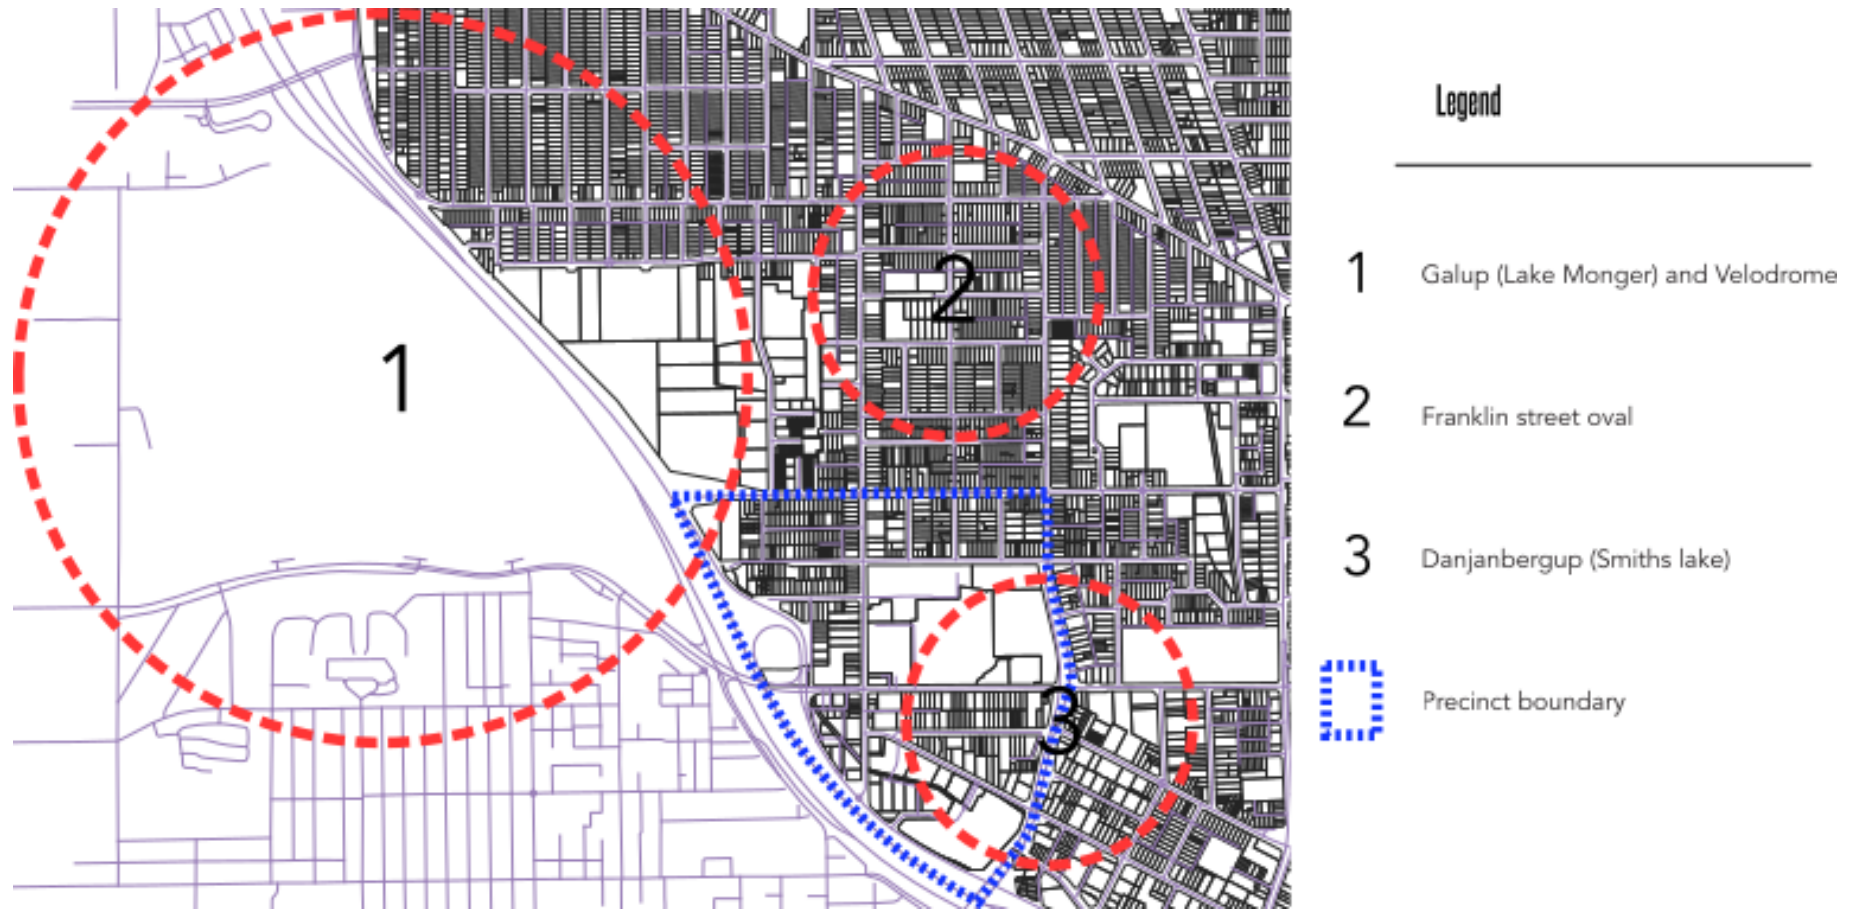 1
2
3
Legend
1 Galup (Lake Monger) and Velodrome
2 Franklin street oval
3 Danjanbergup (Smiths lake)
Precinct boundary